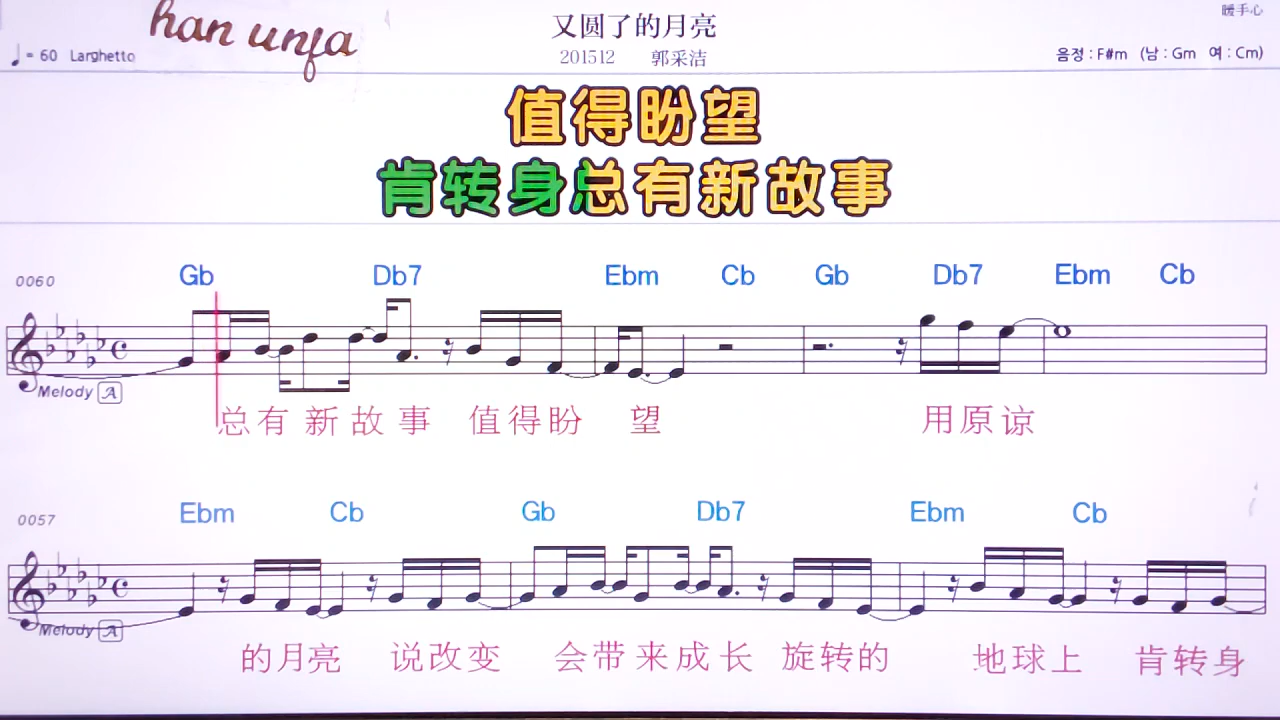 han unfa
又圆了的月亮
暖手心
♩= 60 Larghetto
201512 郭采洁
음정 : F#m (남 : Gm 여 : Cm)
值得盼望
肯转身总有新故事
0060
Gb Db7 Ebm Cb Gb Db7 Ebm Cb
Melody A
总有新故事 值得盼望 用原谅
0057
Ebm Cb Gb Db7 Ebm Cb
Melody A
的月亮 说改变 会带来成长 旋转的 地球上 肯转身